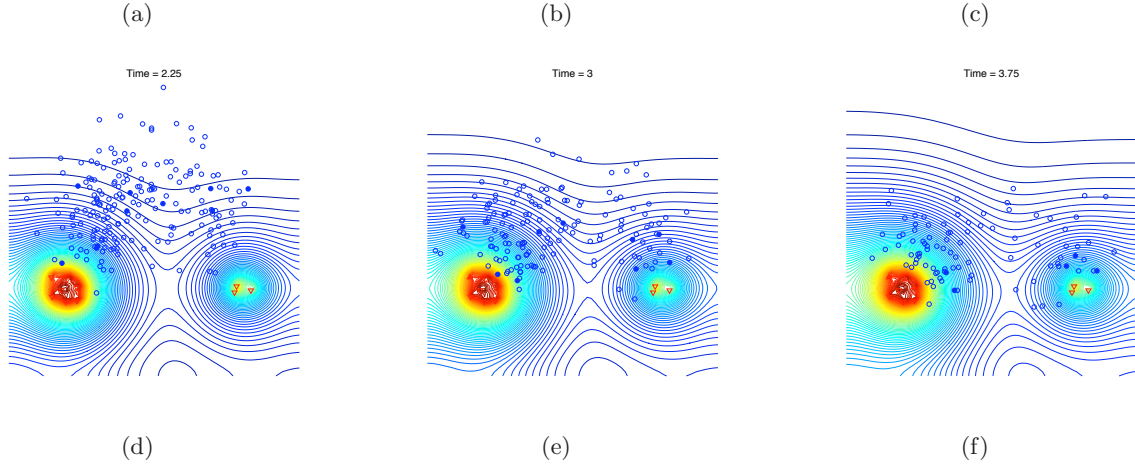 (a) (b) (c)
Time = 2.25 Time = 3 Time = 3.75
(d) (e) (f)